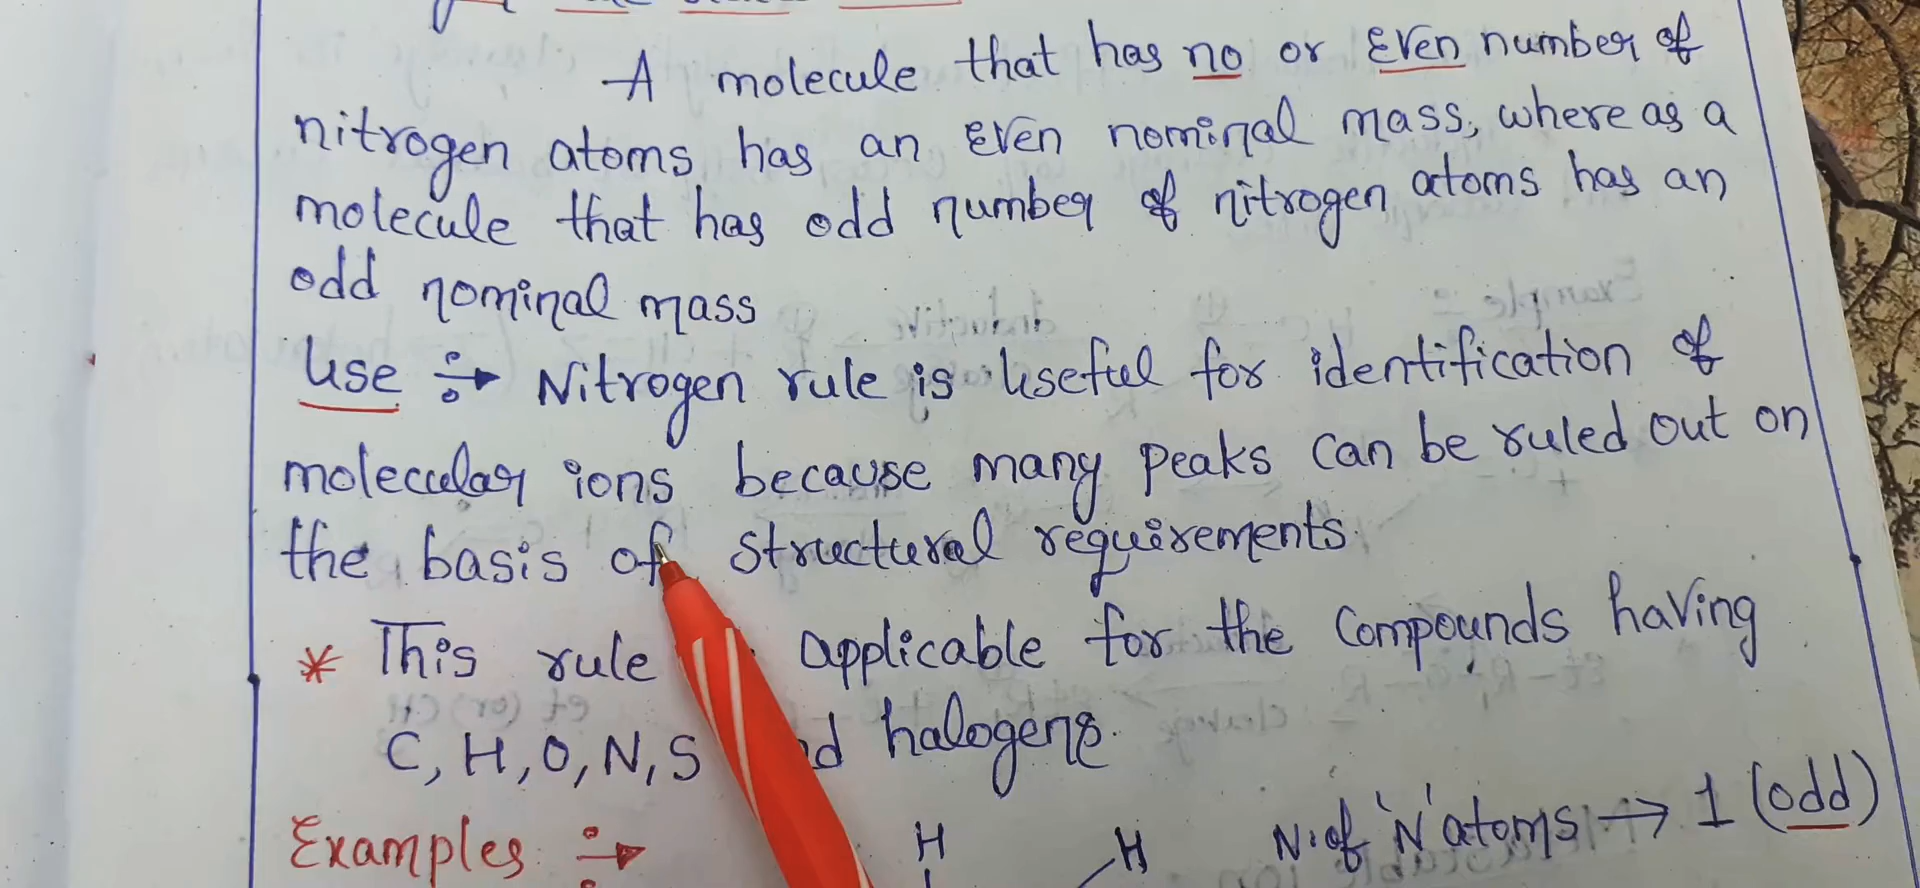 A molecule that has no or Even number of
nitrogen atoms has an Even nominal mass, where as a
molecule that has odd number of nitrogen atoms has an
odd nominal mass
Use ÷→ Nitrogen rule is useful for identification of
molecular ions because many peaks can be ruled out on
the basis of structural requirements.
* This rule applicable for the compounds having
C, H, O, N, S halogens.
Examples ÷→
H
H
N. of 'N' atoms → 1 (odd)